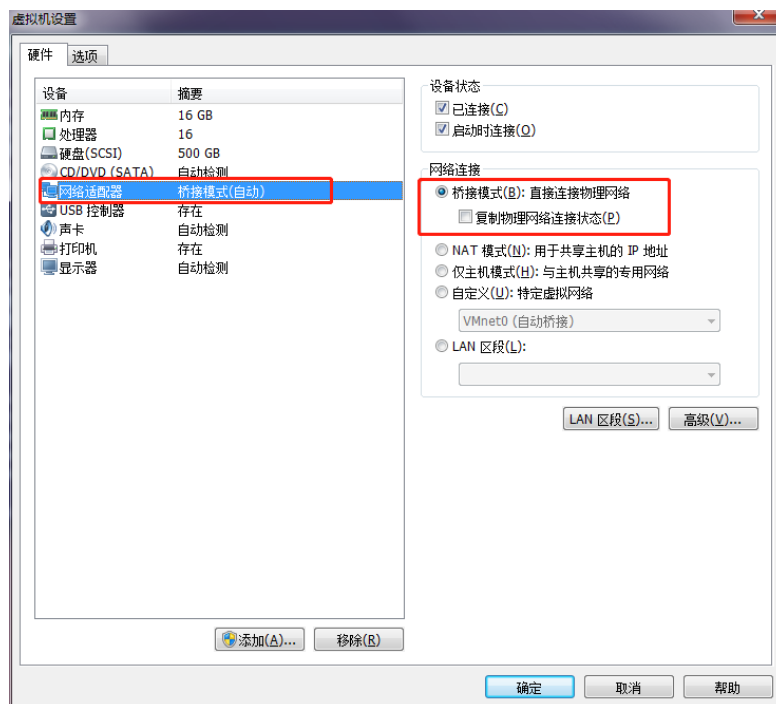 虚拟机设置
硬件 选项
设备 摘要
内存 16 GB
处理器 16
硬盘(SCSI) 500 GB
CD/DVD (SATA) 自动检测
网络适配器 桥接模式(自动)
USB 控制器 存在
声卡 自动检测
打印机 存在
显示器 自动检测
添加(A)... 移除(R)
设备状态
已连接(C)
启动时连接(O)
网络连接
桥接模式(B): 直接连接物理网络
复制物理网络连接状态(P)
NAT 模式(N): 用于共享主机的 IP 地址
仅主机模式(H): 与主机共享的专用网络
自定义(U): 特定虚拟网络
VMnet0 (自动桥接)
LAN 区段(L):
LAN 区段(S)... 高级(V)...
确定 取消 帮助